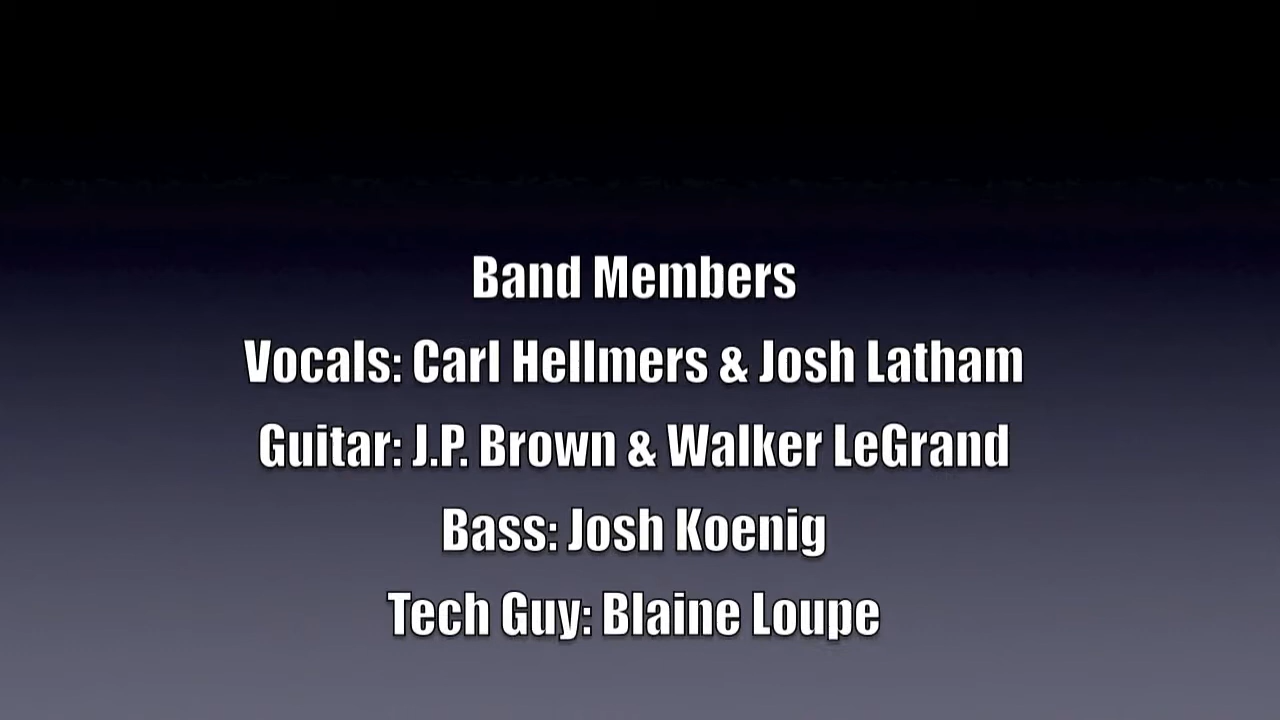 Band Members
Vocals: Carl Hellmers & Josh Latham
Guitar: J.P. Brown & Walker LeGrand
Bass: Josh Koenig
Tech Guy: Blaine Loupe